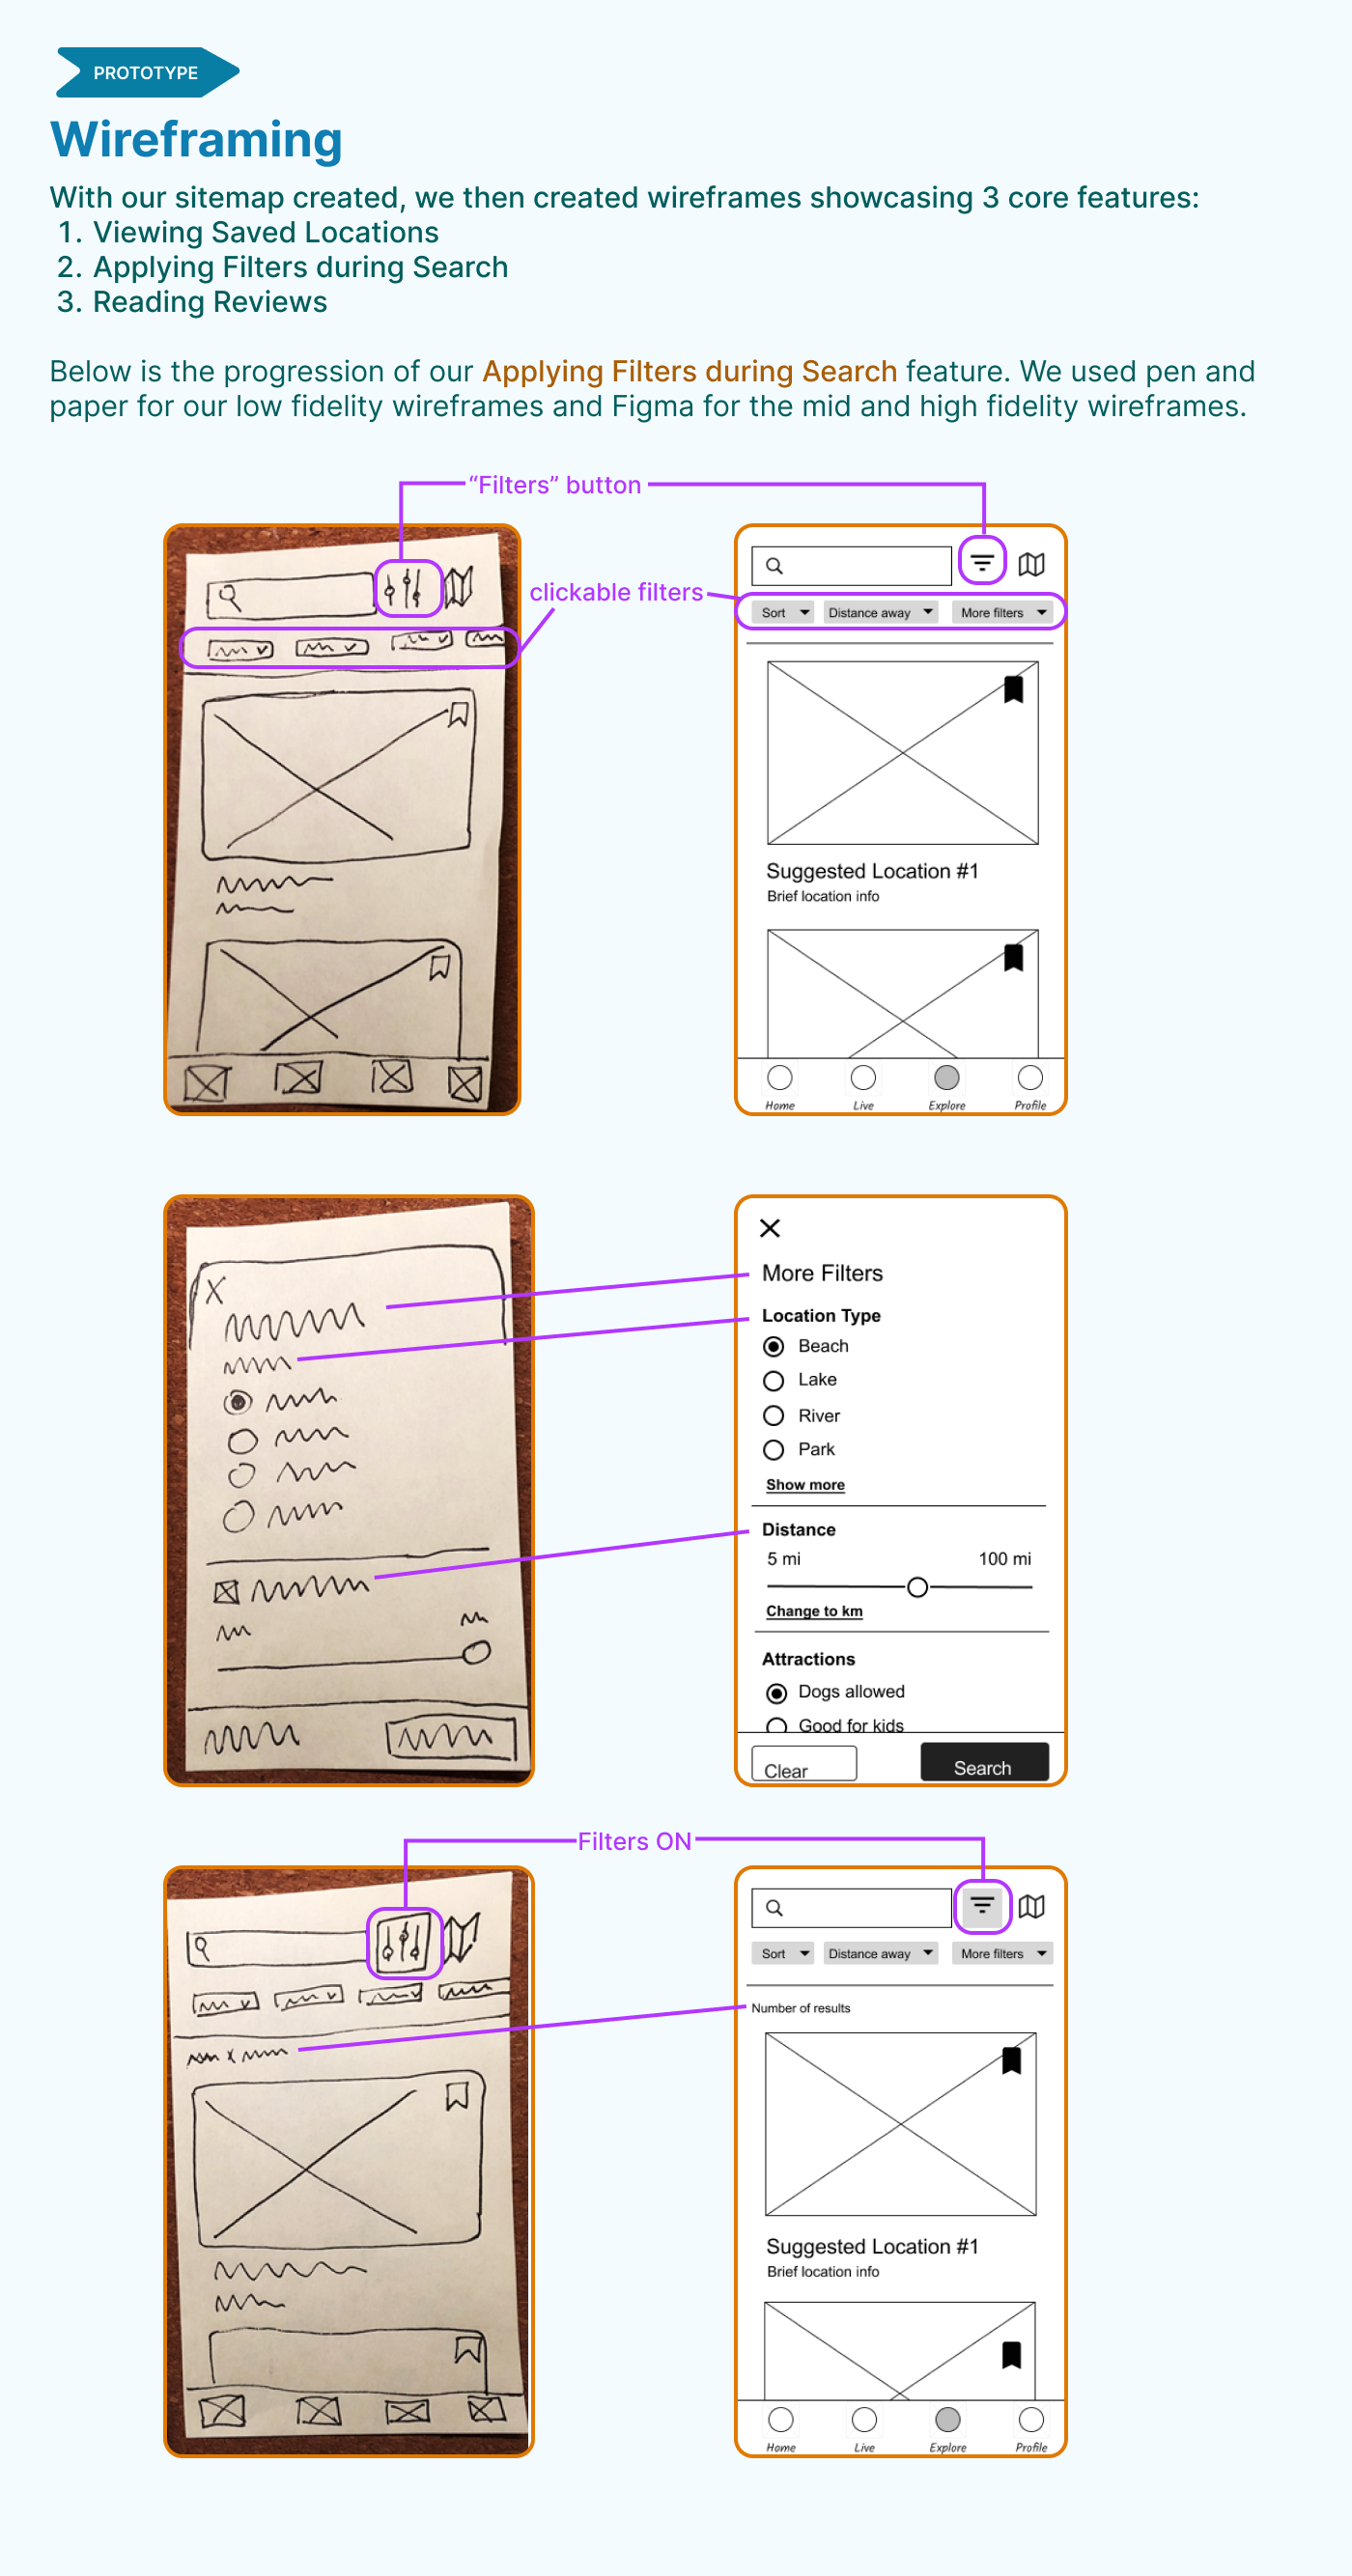 PROTOTYPE
Wireframing
With our sitemap created, we then created wireframes showcasing 3 core features:
1. Viewing Saved Locations
2. Applying Filters during Search
3. Reading Reviews
Below is the progression of our Applying Filters during Search feature. We used pen and
paper for our low fidelity wireframes and Figma for the mid and high fidelity wireframes.
“Filters” button
clickable filters
Sort Distance away More filters
Suggested Location #1
Brief location info
Home Live Explore Profile
X
More Filters
Location Type
Beach
Lake
River
Park
Show more
Distance
5 mi 100 mi
Change to km
Attractions
Dogs allowed
Good for kids
Clear Search
Filters ON
Sort Distance away More filters
Number of results
Suggested Location #1
Brief location info
Home Live Explore Profile